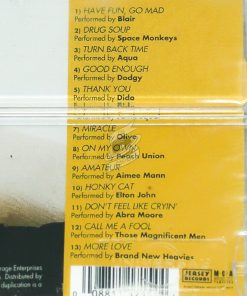 1) HAVE FUN, GO MAD
Performed by Blair
2) DRUG SOUP
Performed by Space Monkeys
3) TURN BACK TIME
Performed by Aqua
4) GOOD ENOUGH
Performed by Dodgy
5) THANK YOU
Performed by Dido
7) MIRACLE
Performed by Olive
8) ON MY OWN
Performed by Peach Union
9) AMATEUR
Performed by Aimee Mann
10) HONKY CAT
Performed by Elton John
11) DON'T FEEL LIKE CRYIN'
Performed by Abra Moore
12) CALL ME A FOOL
Performed by Those Magnificent Men
13) MORE LOVE
Performed by Brand New Heavies
rage Enterprises
Distributed by
duplication is a
JERSEY
RECORDS
MCA
0 0881